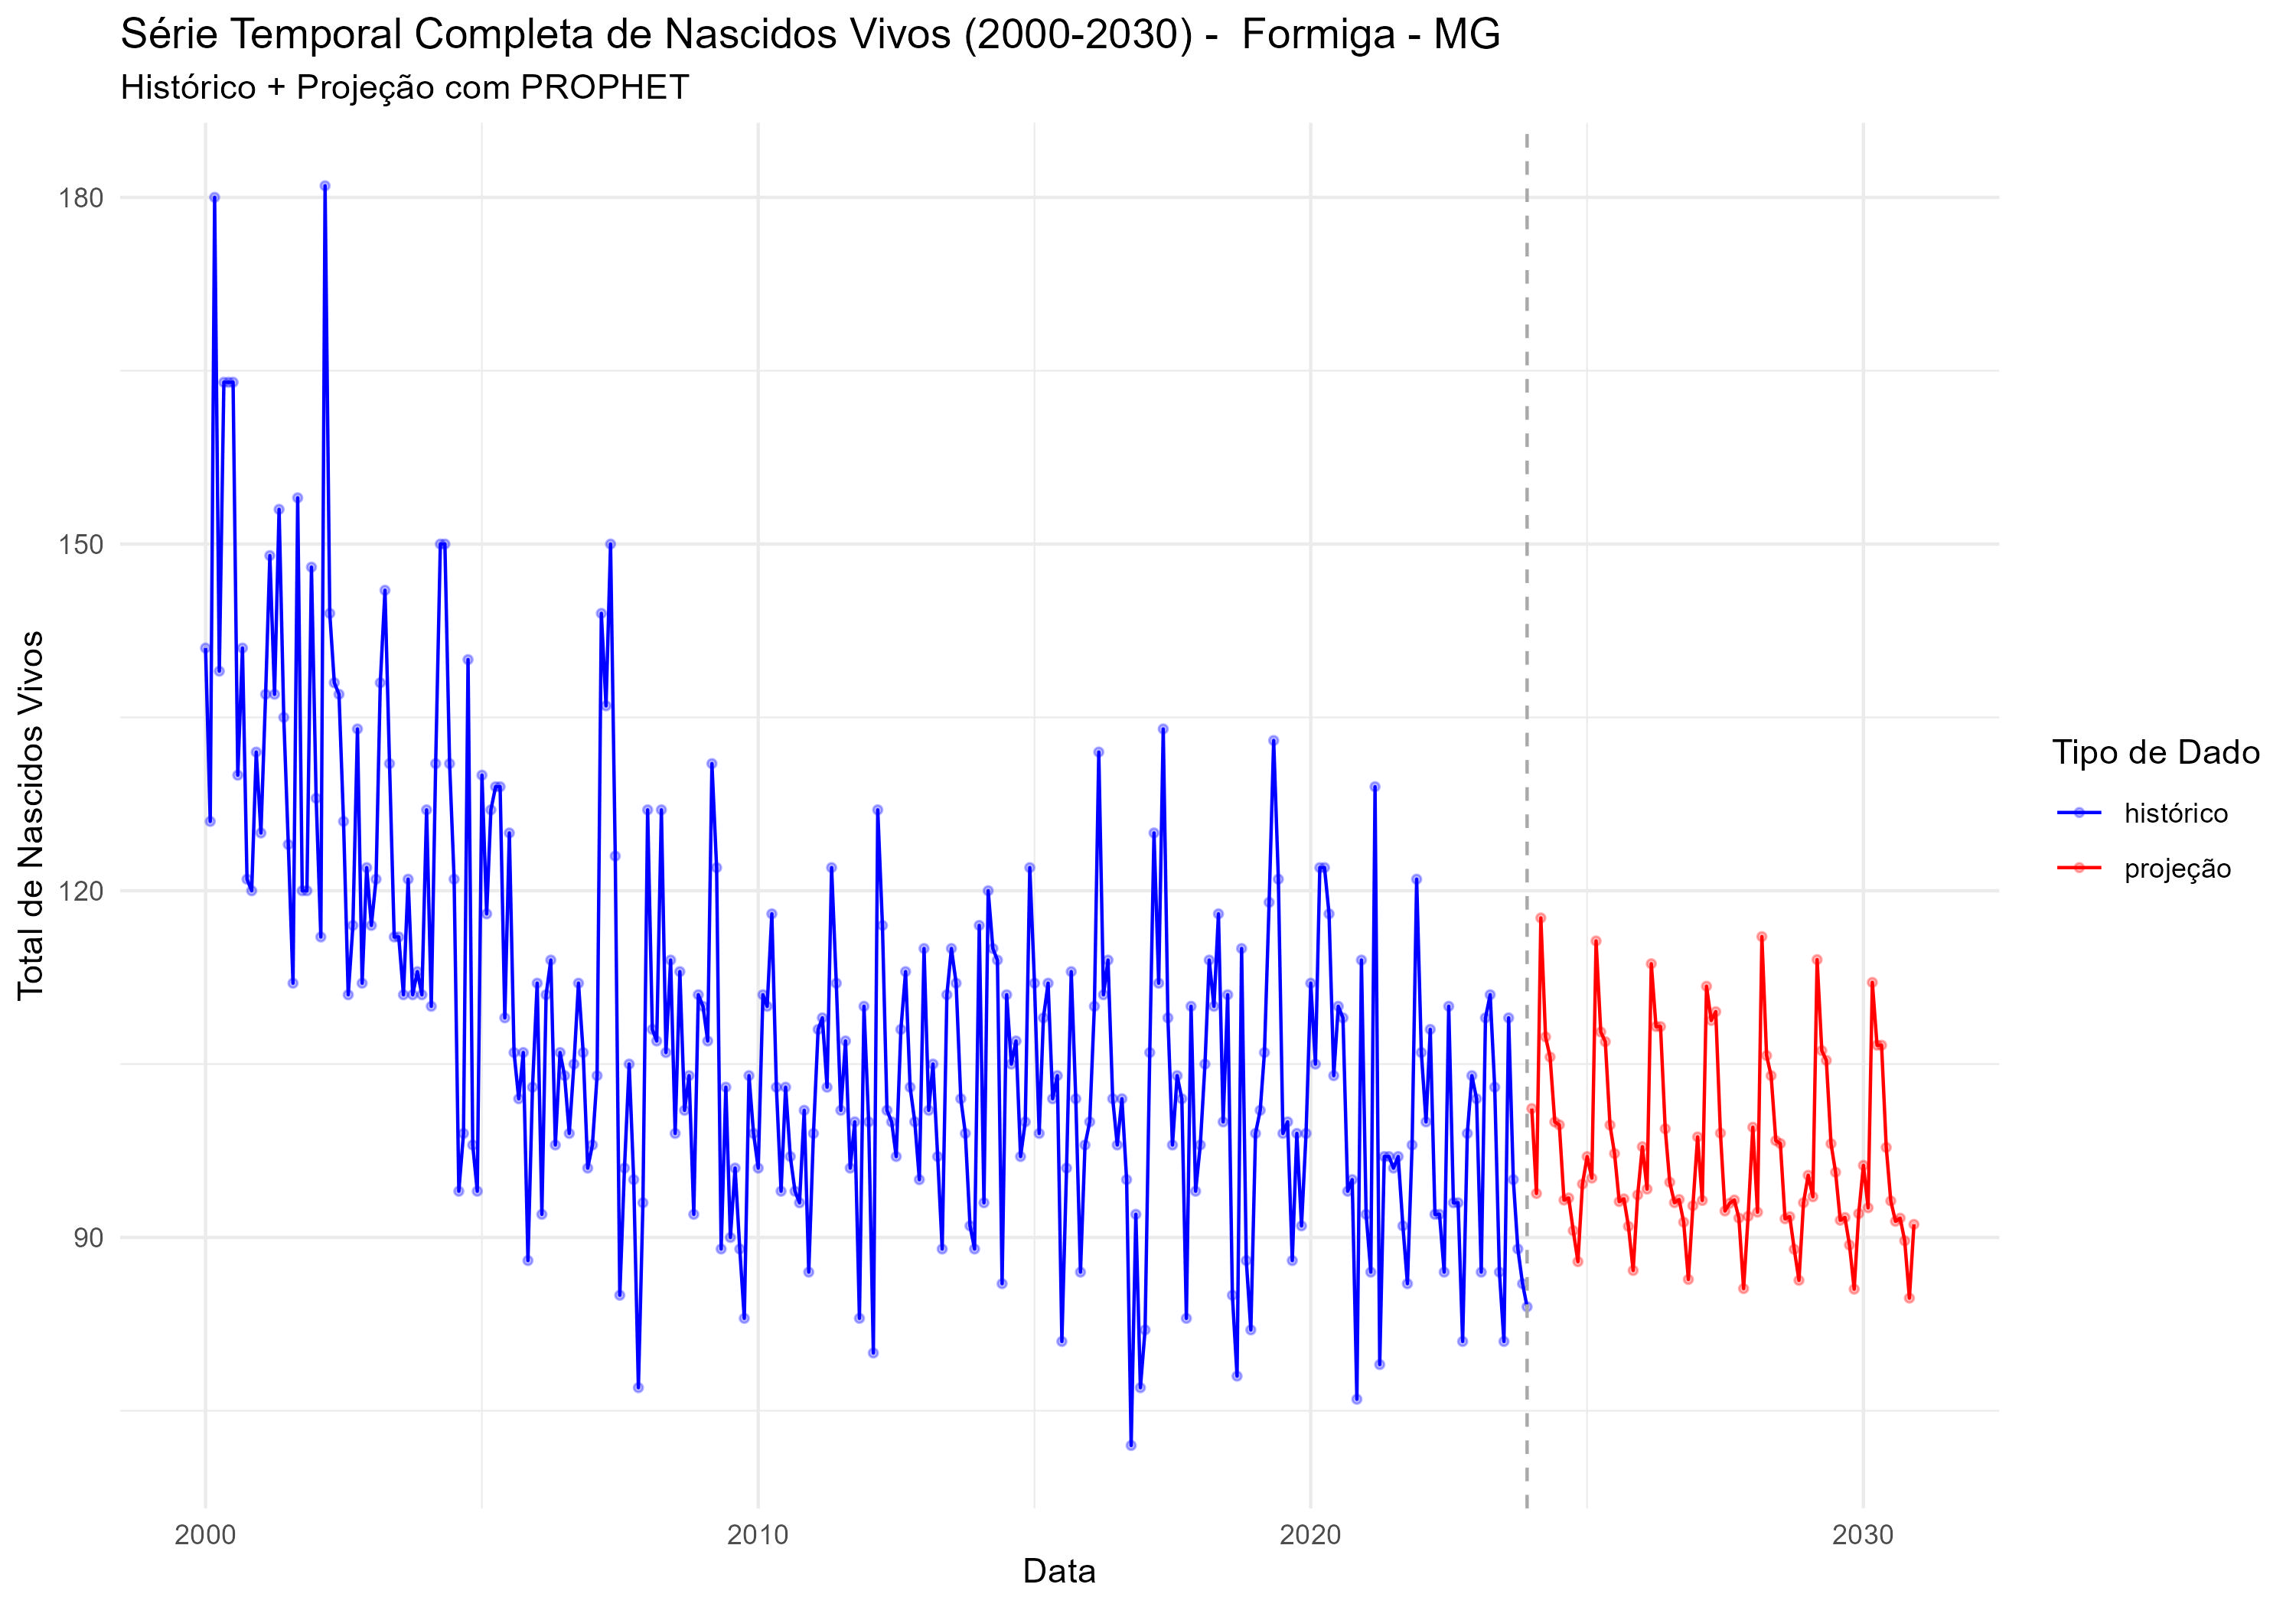 Série Temporal Completa de Nascidos Vivos (2000-2030) -  Formiga - MG
Histórico + Projeção com PROPHET
Total de Nascidos Vivos
180
150
120
90
2000
2010
2020
2030
Data
Tipo de Dado
histórico
projeção